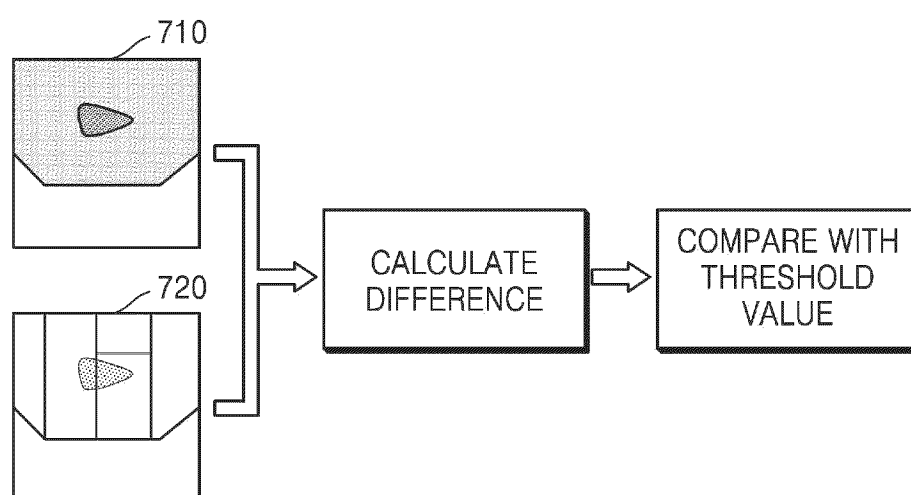 710
720
CALCULATE
DIFFERENCE
COMPARE WITH
THRESHOLD
VALUE